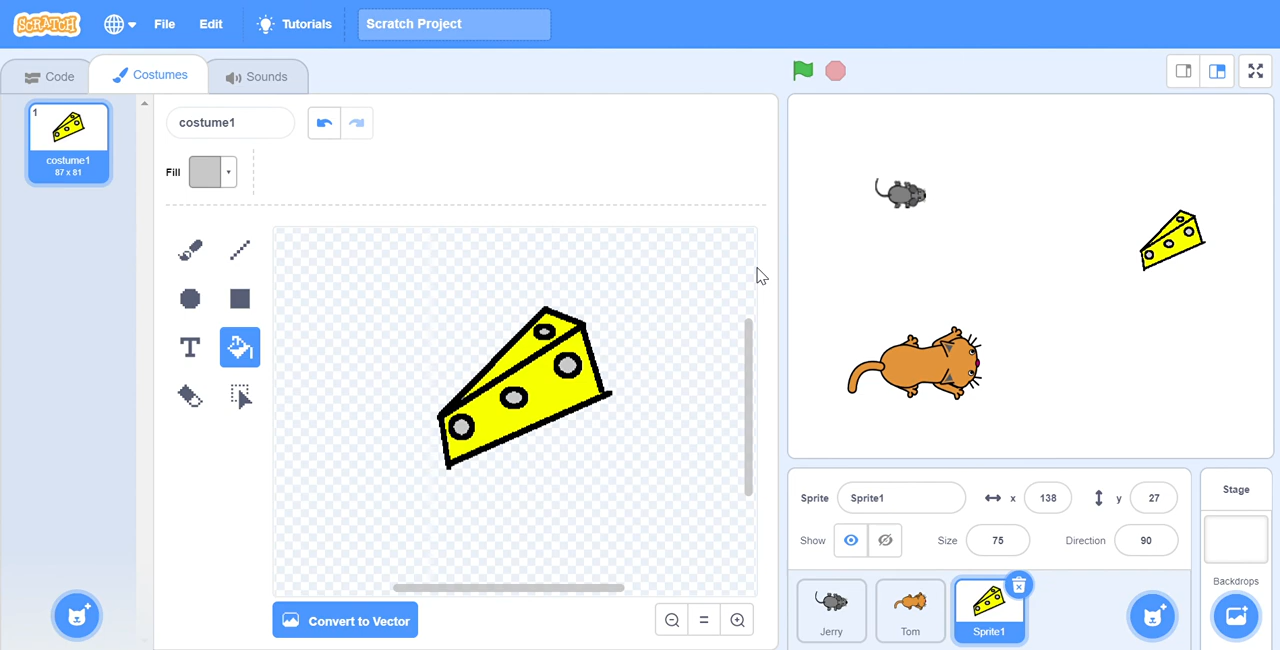 SCRATCH File Edit Tutorials Scratch Project
Code Costumes Sounds
1
costume1
87 x 81
costume1
Fill
T
Convert to Vector
Sprite Sprite1 x 138 y 27
Show Size 75 Direction 90
Jerry Tom Sprite1
Stage
Backdrops